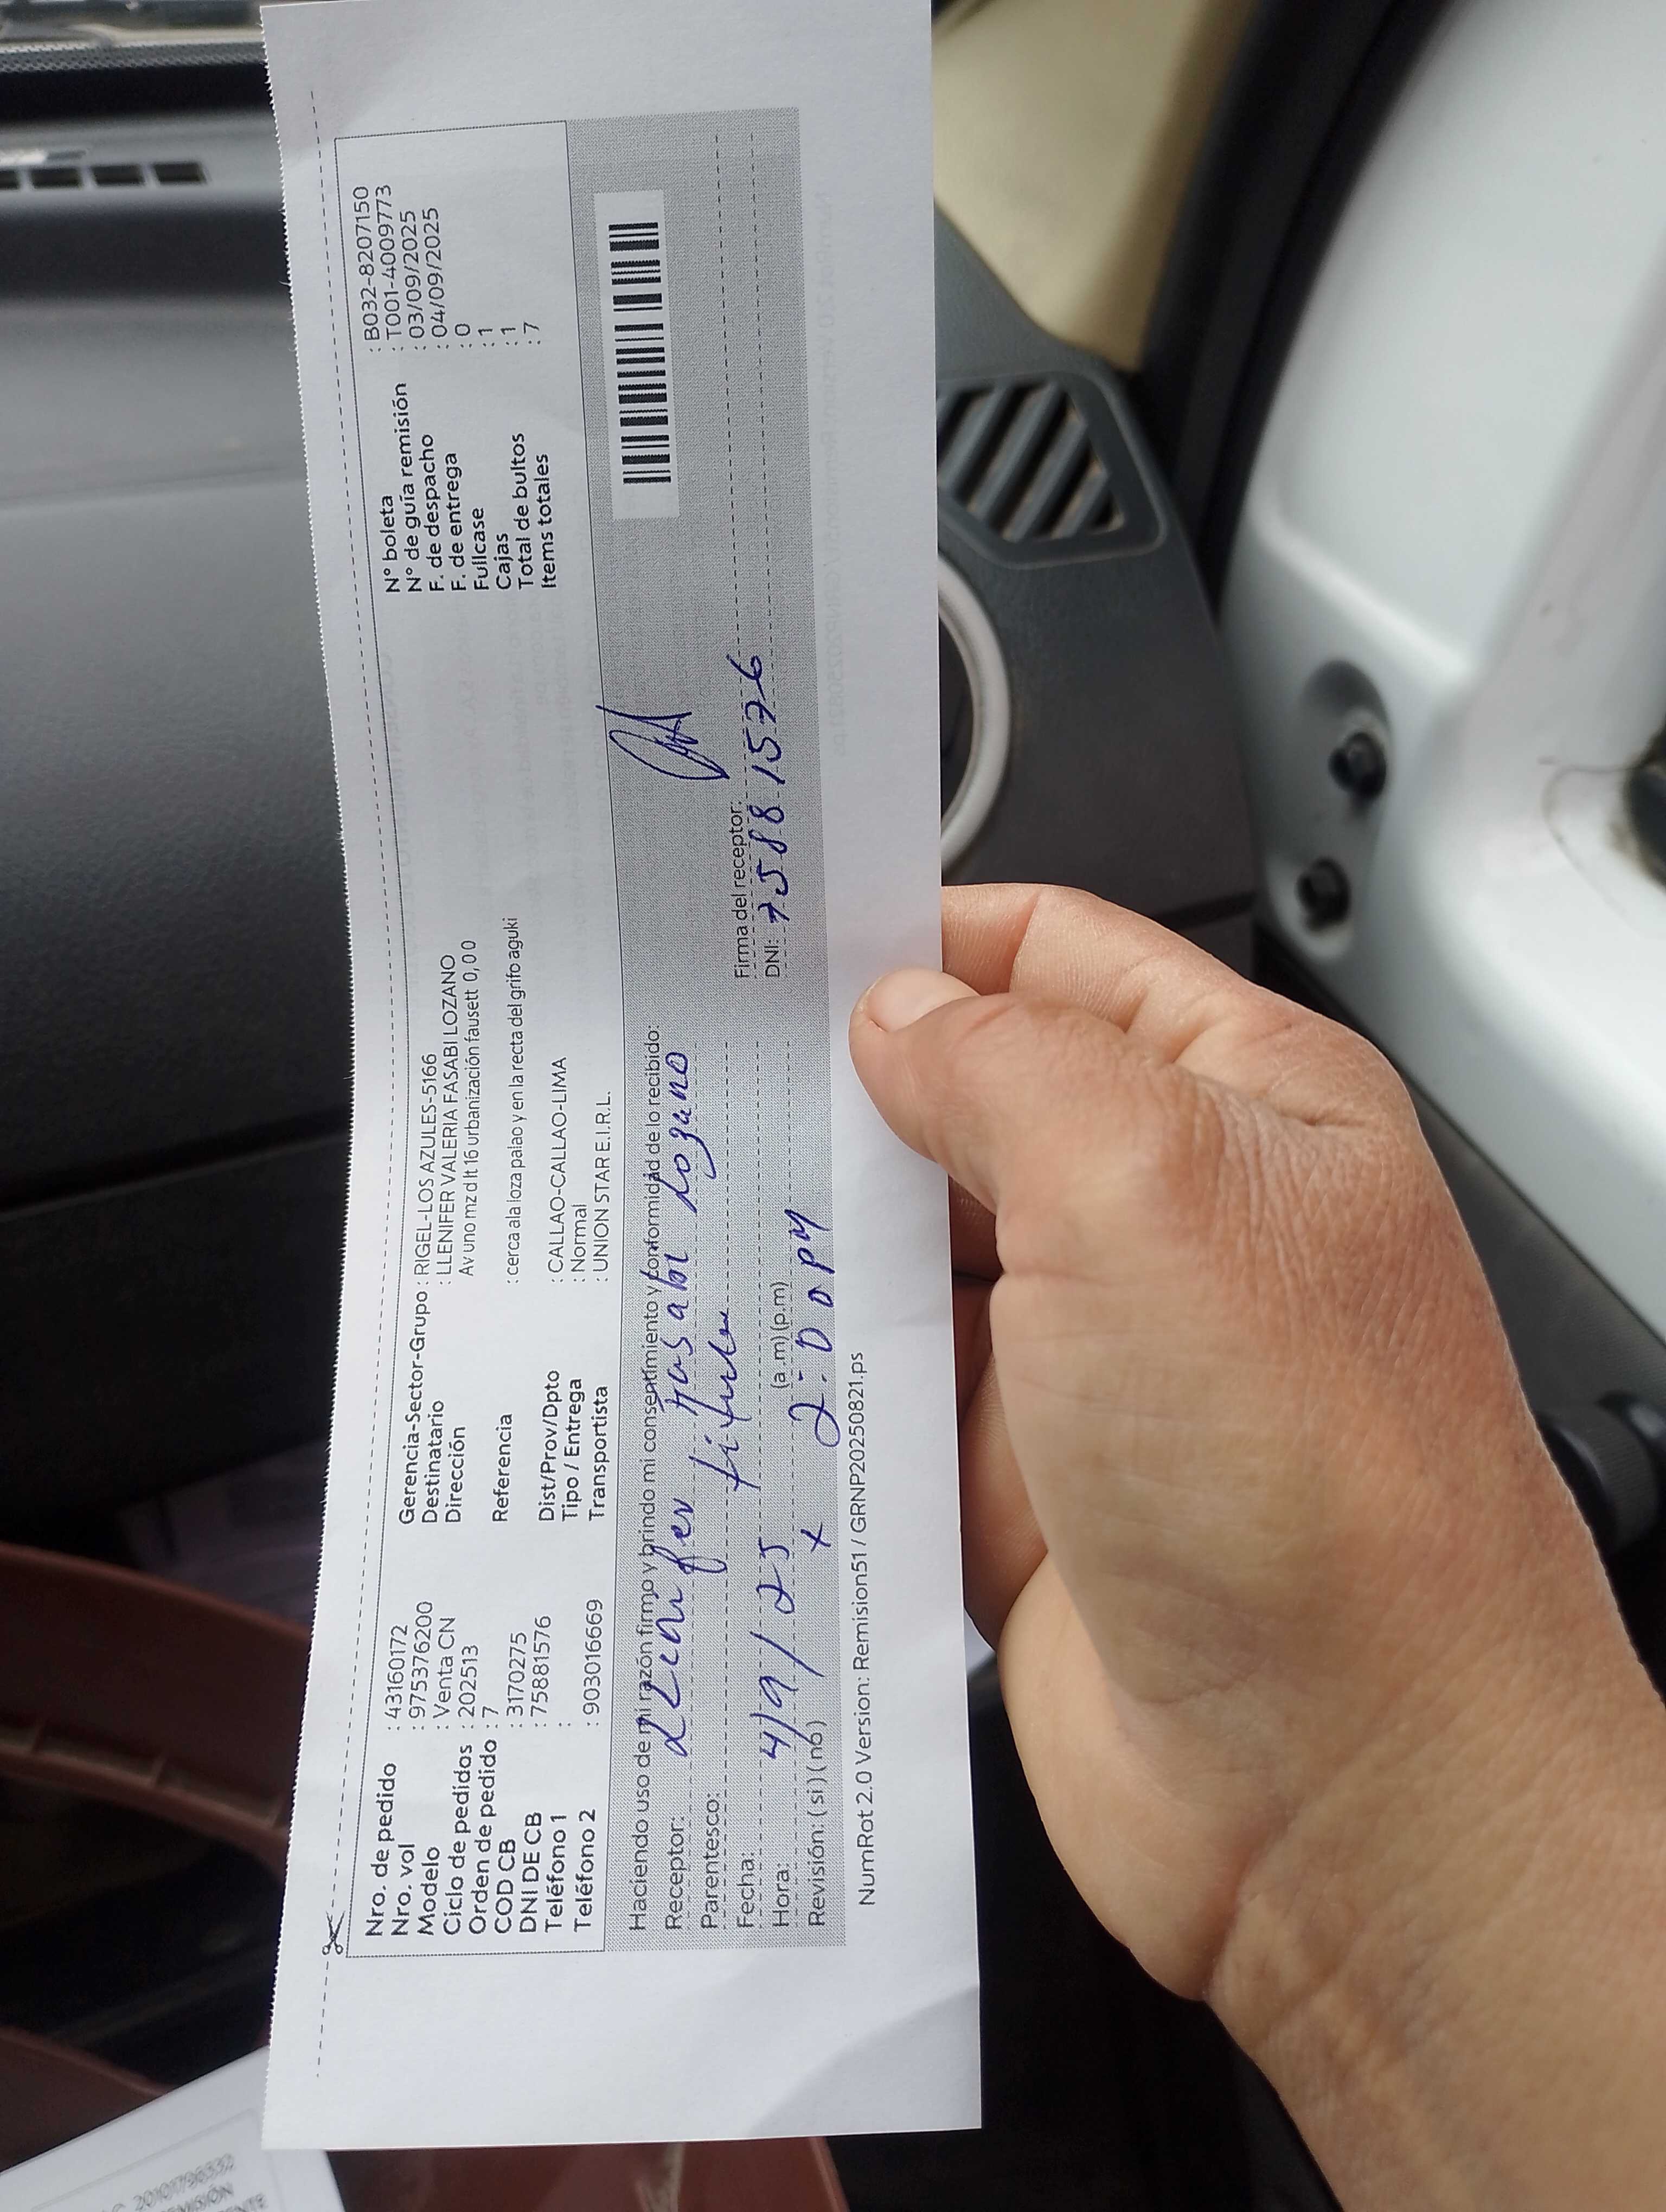 Nro. de pedido : 43160172
Nro. vol : 975376200
Modelo : Venta CN
Ciclo de pedidos : 202513
Orden de pedido : 7
COD CB : 3170275
DNI DE CB : 75881576
Teléfono 1 :
Teléfono 2 : 903016669
Gerencia-Sector-Grupo : RIGEL-LOS AZULES-5166
Destinatario : LLENIFER VALERIA FASABI LOZANO
Dirección Av uno mz d lt 16 urbanización fausett 0, 0 0
Referencia : cerca ala loza palao y en la recta del grifo aguki
Dist/Prov/Dpto : CALLAO-CALLAO-LIMA
Tipo / Entrega : Normal
Transportista : UNION STAR E.I.R.L.
N° boleta : B032-8207150
N° de guía remisión : T001-4009773
F. de despacho : 03/09/2025
F. de entrega : 04/09/2025
Fullcase : 0
Cajas : 1
Total de bultos : 1
Items totales : 7
Haciendo uso de mi razón firmo y brindo mi consentimiento y conformidad de lo recibido:
Receptor: LLenifer Fasabi Lozano
Parentesco: titular
Fecha: 4/9/25
Hora: (a.m) (p.m) 2:00 PM
Revisión: ( si ) ( no ) x
Firma del receptor:
DNI: 75881576
NumRot 2.0 Version: Remision51 / GRNP20250821.ps
20101796532